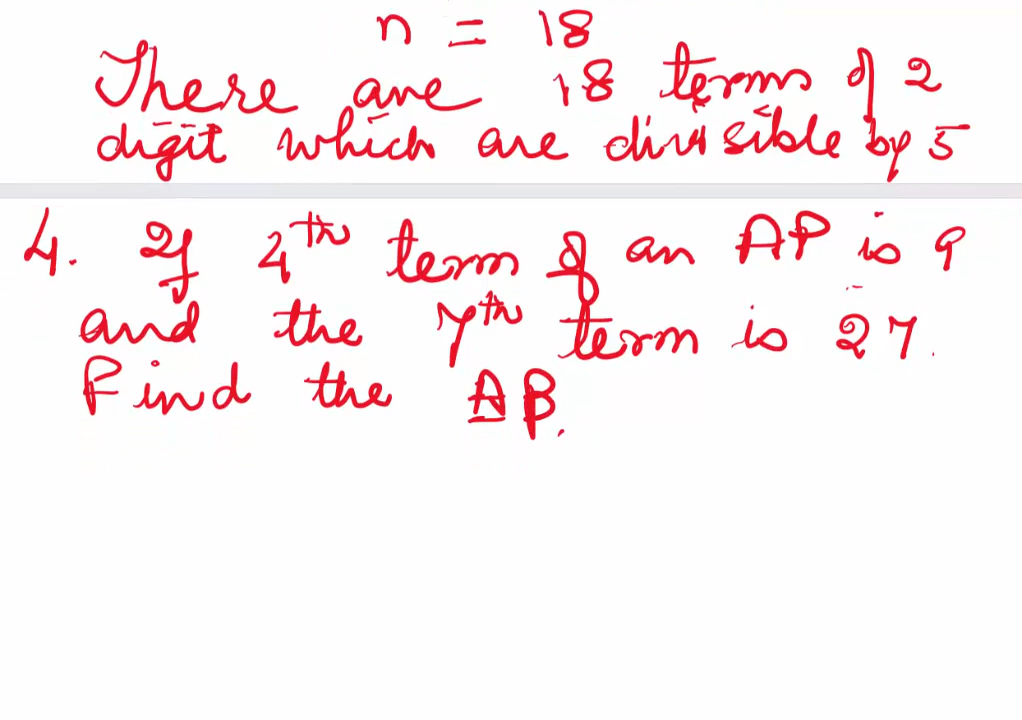 n = 18
There are 18 terms of 2
digit which are divisible by 5
4. If 4th term of an AP is 9
and the 7th term is 27.
Find the AP.